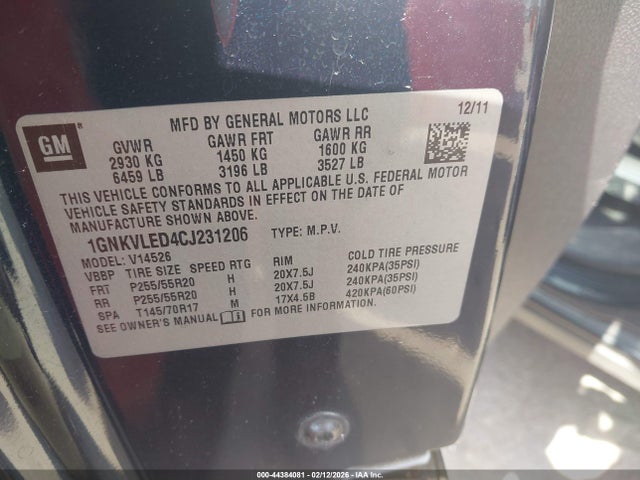 GM
MFD BY GENERAL MOTORS LLC
12/11
GVWR GAWR FRT GAWR RR
2930 KG 1450 KG 1600 KG
6459 LB 3196 LB 3527 LB
THIS VEHICLE CONFORMS TO ALL APPLICABLE U.S. FEDERAL MOTOR
VEHICLE SAFETY STANDARDS IN EFFECT ON THE DATE OF
MANUFACTURE SHOWN ABOVE.
1GNKVLED4CJ231206 TYPE: M.P.V.
MODEL: V14526
VBBP TIRE SIZE SPEED RTG RIM COLD TIRE PRESSURE
FRT P255/55R20 H 20X7.5J 240KPA(35PSI)
RR P255/55R20 H 20X7.5J 240KPA(35PSI)
SPA T145/70R17 M 17X4.5B 420KPA(60PSI)
SEE OWNER'S MANUAL FOR MORE INFORMATION.
000-44384081 - 02/12/2026 - IAA Inc.